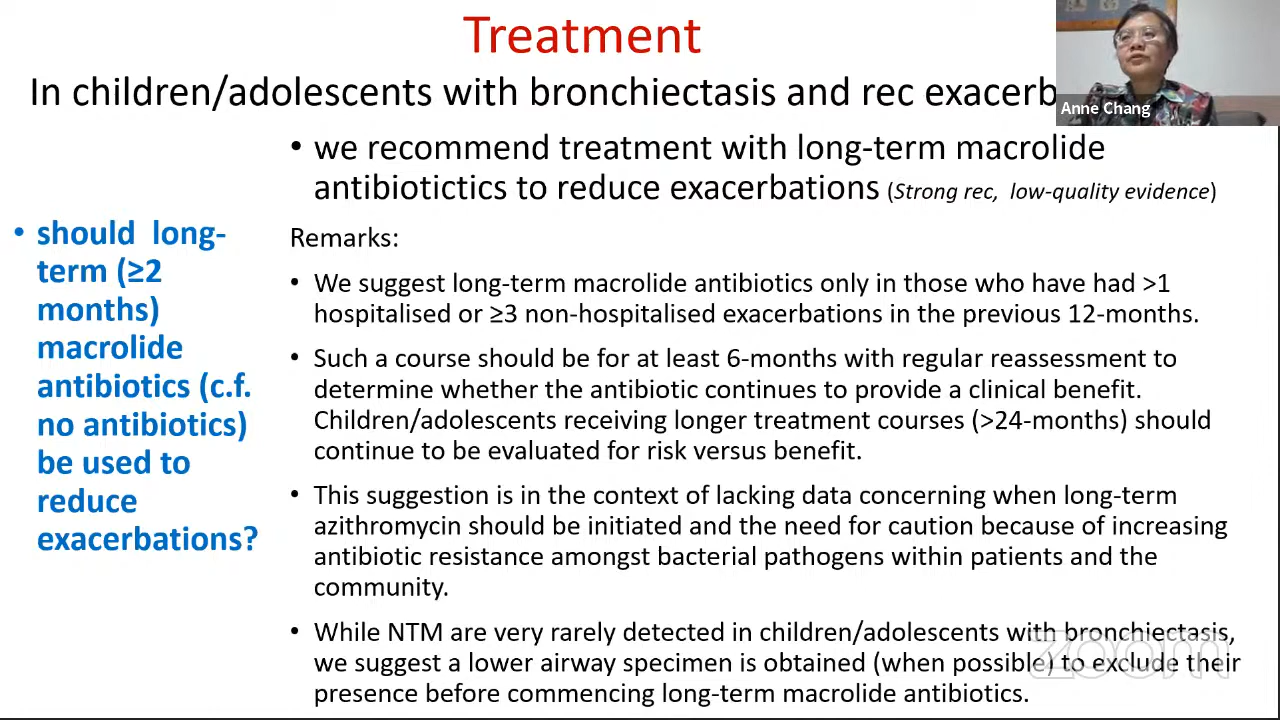 Treatment
In children/adolescents with bronchiectasis and rec exacerb
Anne Chang
• we recommend treatment with long-term macrolide
antibiotictics to reduce exacerbations (Strong rec, low-quality evidence)
• should long-
term (≥2
months)
macrolide
antibiotics (c.f.
no antibiotics)
be used to
reduce
exacerbations?
Remarks:
• We suggest long-term macrolide antibiotics only in those who have had >1
hospitalised or ≥3 non-hospitalised exacerbations in the previous 12-months.
• Such a course should be for at least 6-months with regular reassessment to
determine whether the antibiotic continues to provide a clinical benefit.
Children/adolescents receiving longer treatment courses (>24-months) should
continue to be evaluated for risk versus benefit.
• This suggestion is in the context of lacking data concerning when long-term
azithromycin should be initiated and the need for caution because of increasing
antibiotic resistance amongst bacterial pathogens within patients and the
community.
• While NTM are very rarely detected in children/adolescents with bronchiectasis,
we suggest a lower airway specimen is obtained (when possible) to exclude their
presence before commencing long-term macrolide antibiotics.
zoom